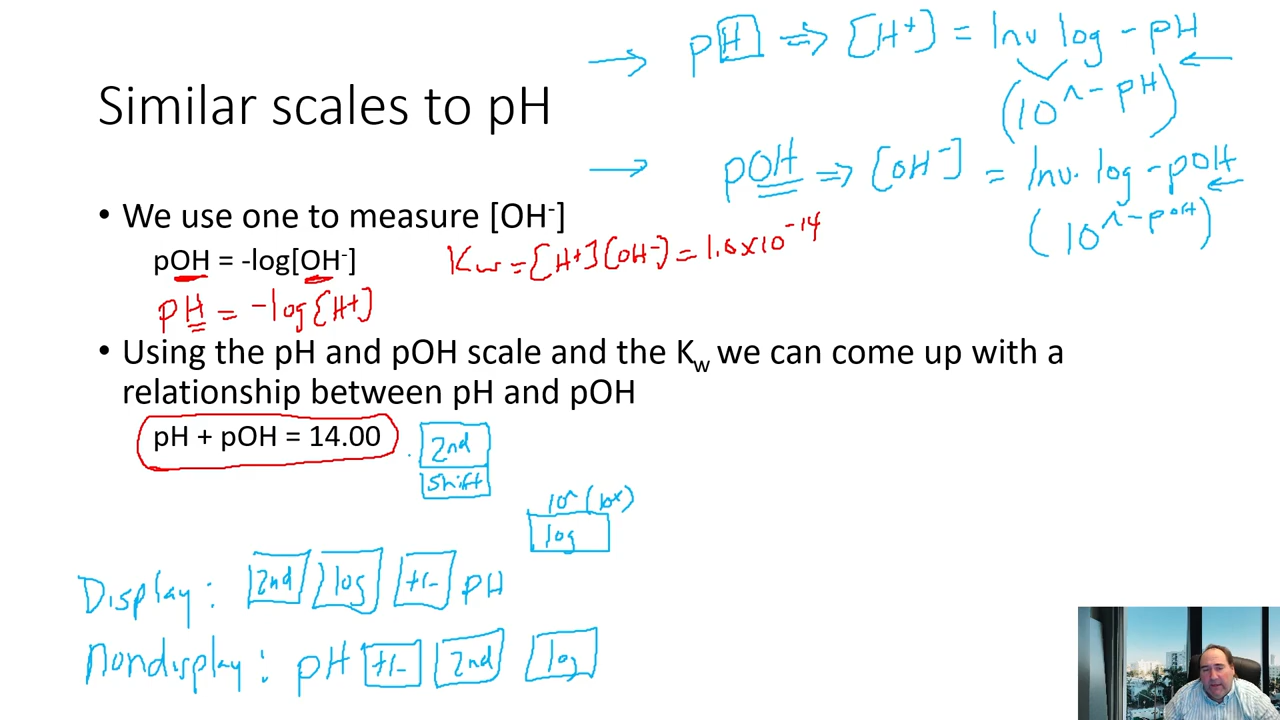 pH ⇒ [H⁺] = Inv log - pH
(10^-pH)
Similar scales to pH
pOH ⇒ [OH⁻] = Inv. log - pOH
(10^-pOH)
• We use one to measure [OH⁻]
pOH = -log[OH⁻]
Kw = [H+][OH⁻] = 1.0x10⁻¹⁴
pH = -log[H+]
• Using the pH and pOH scale and the Kw we can come up with a
relationship between pH and pOH
pH + pOH = 14.00
2nd
shift
10^ (10ˣ)
log
Display: 2nd log +/- pH
Nondisplay: pH +/- 2nd log